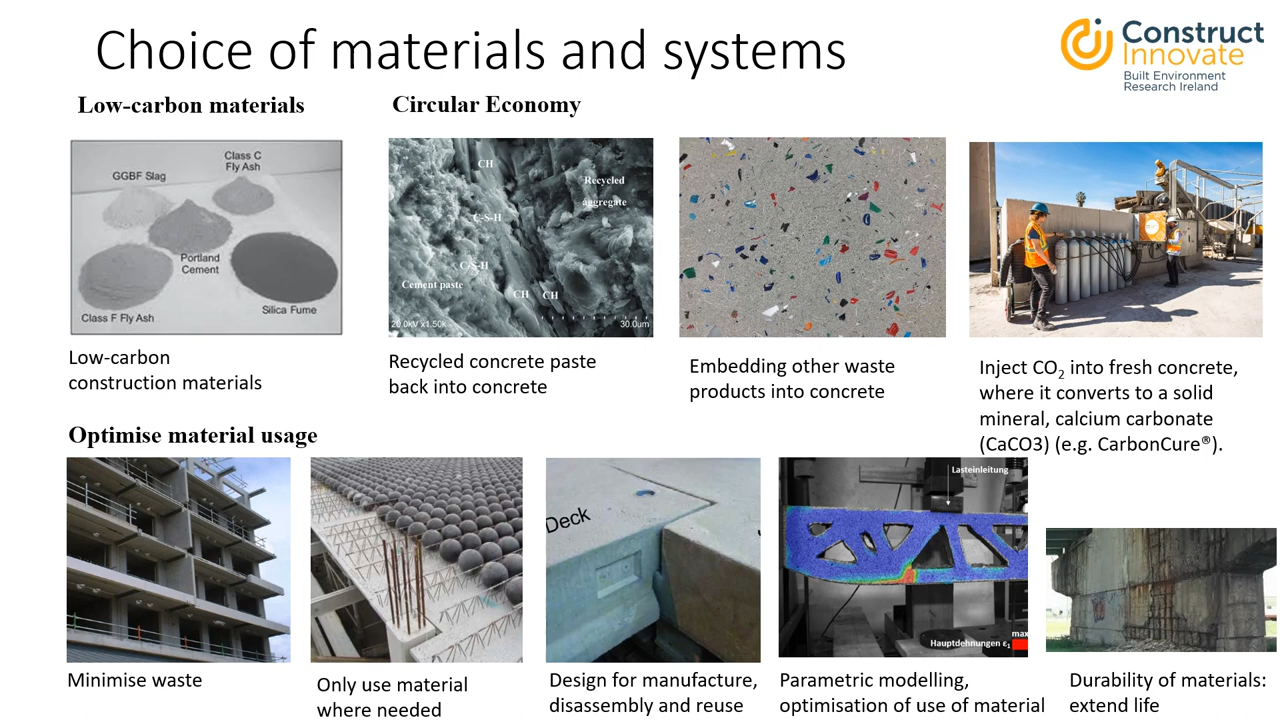 Choice of materials and systems
Construct
Innovate
Built Environment
Research Ireland
Low-carbon materials
Circular Economy
Class C
Fly Ash
GGBF Slag
Portland
Cement
Silica Fume
Class F Fly Ash
CH
Recycled
aggregate
C-S-H
C-S-H
Cement paste
CH
CH
20.0kV x1.50k
30.0um
Low-carbon
construction materials
Recycled concrete paste
back into concrete
Embedding other waste
products into concrete
Inject CO₂ into fresh concrete,
where it converts to a solid
mineral, calcium carbonate
(CaCO3) (e.g. CarbonCure®).
Optimise material usage
Deck
Lasteinleitung
max
Hauptdehnungen ε₁
Minimise waste
Only use material
where needed
Design for manufacture,
disassembly and reuse
Parametric modelling,
optimisation of use of material
Durability of materials:
extend life